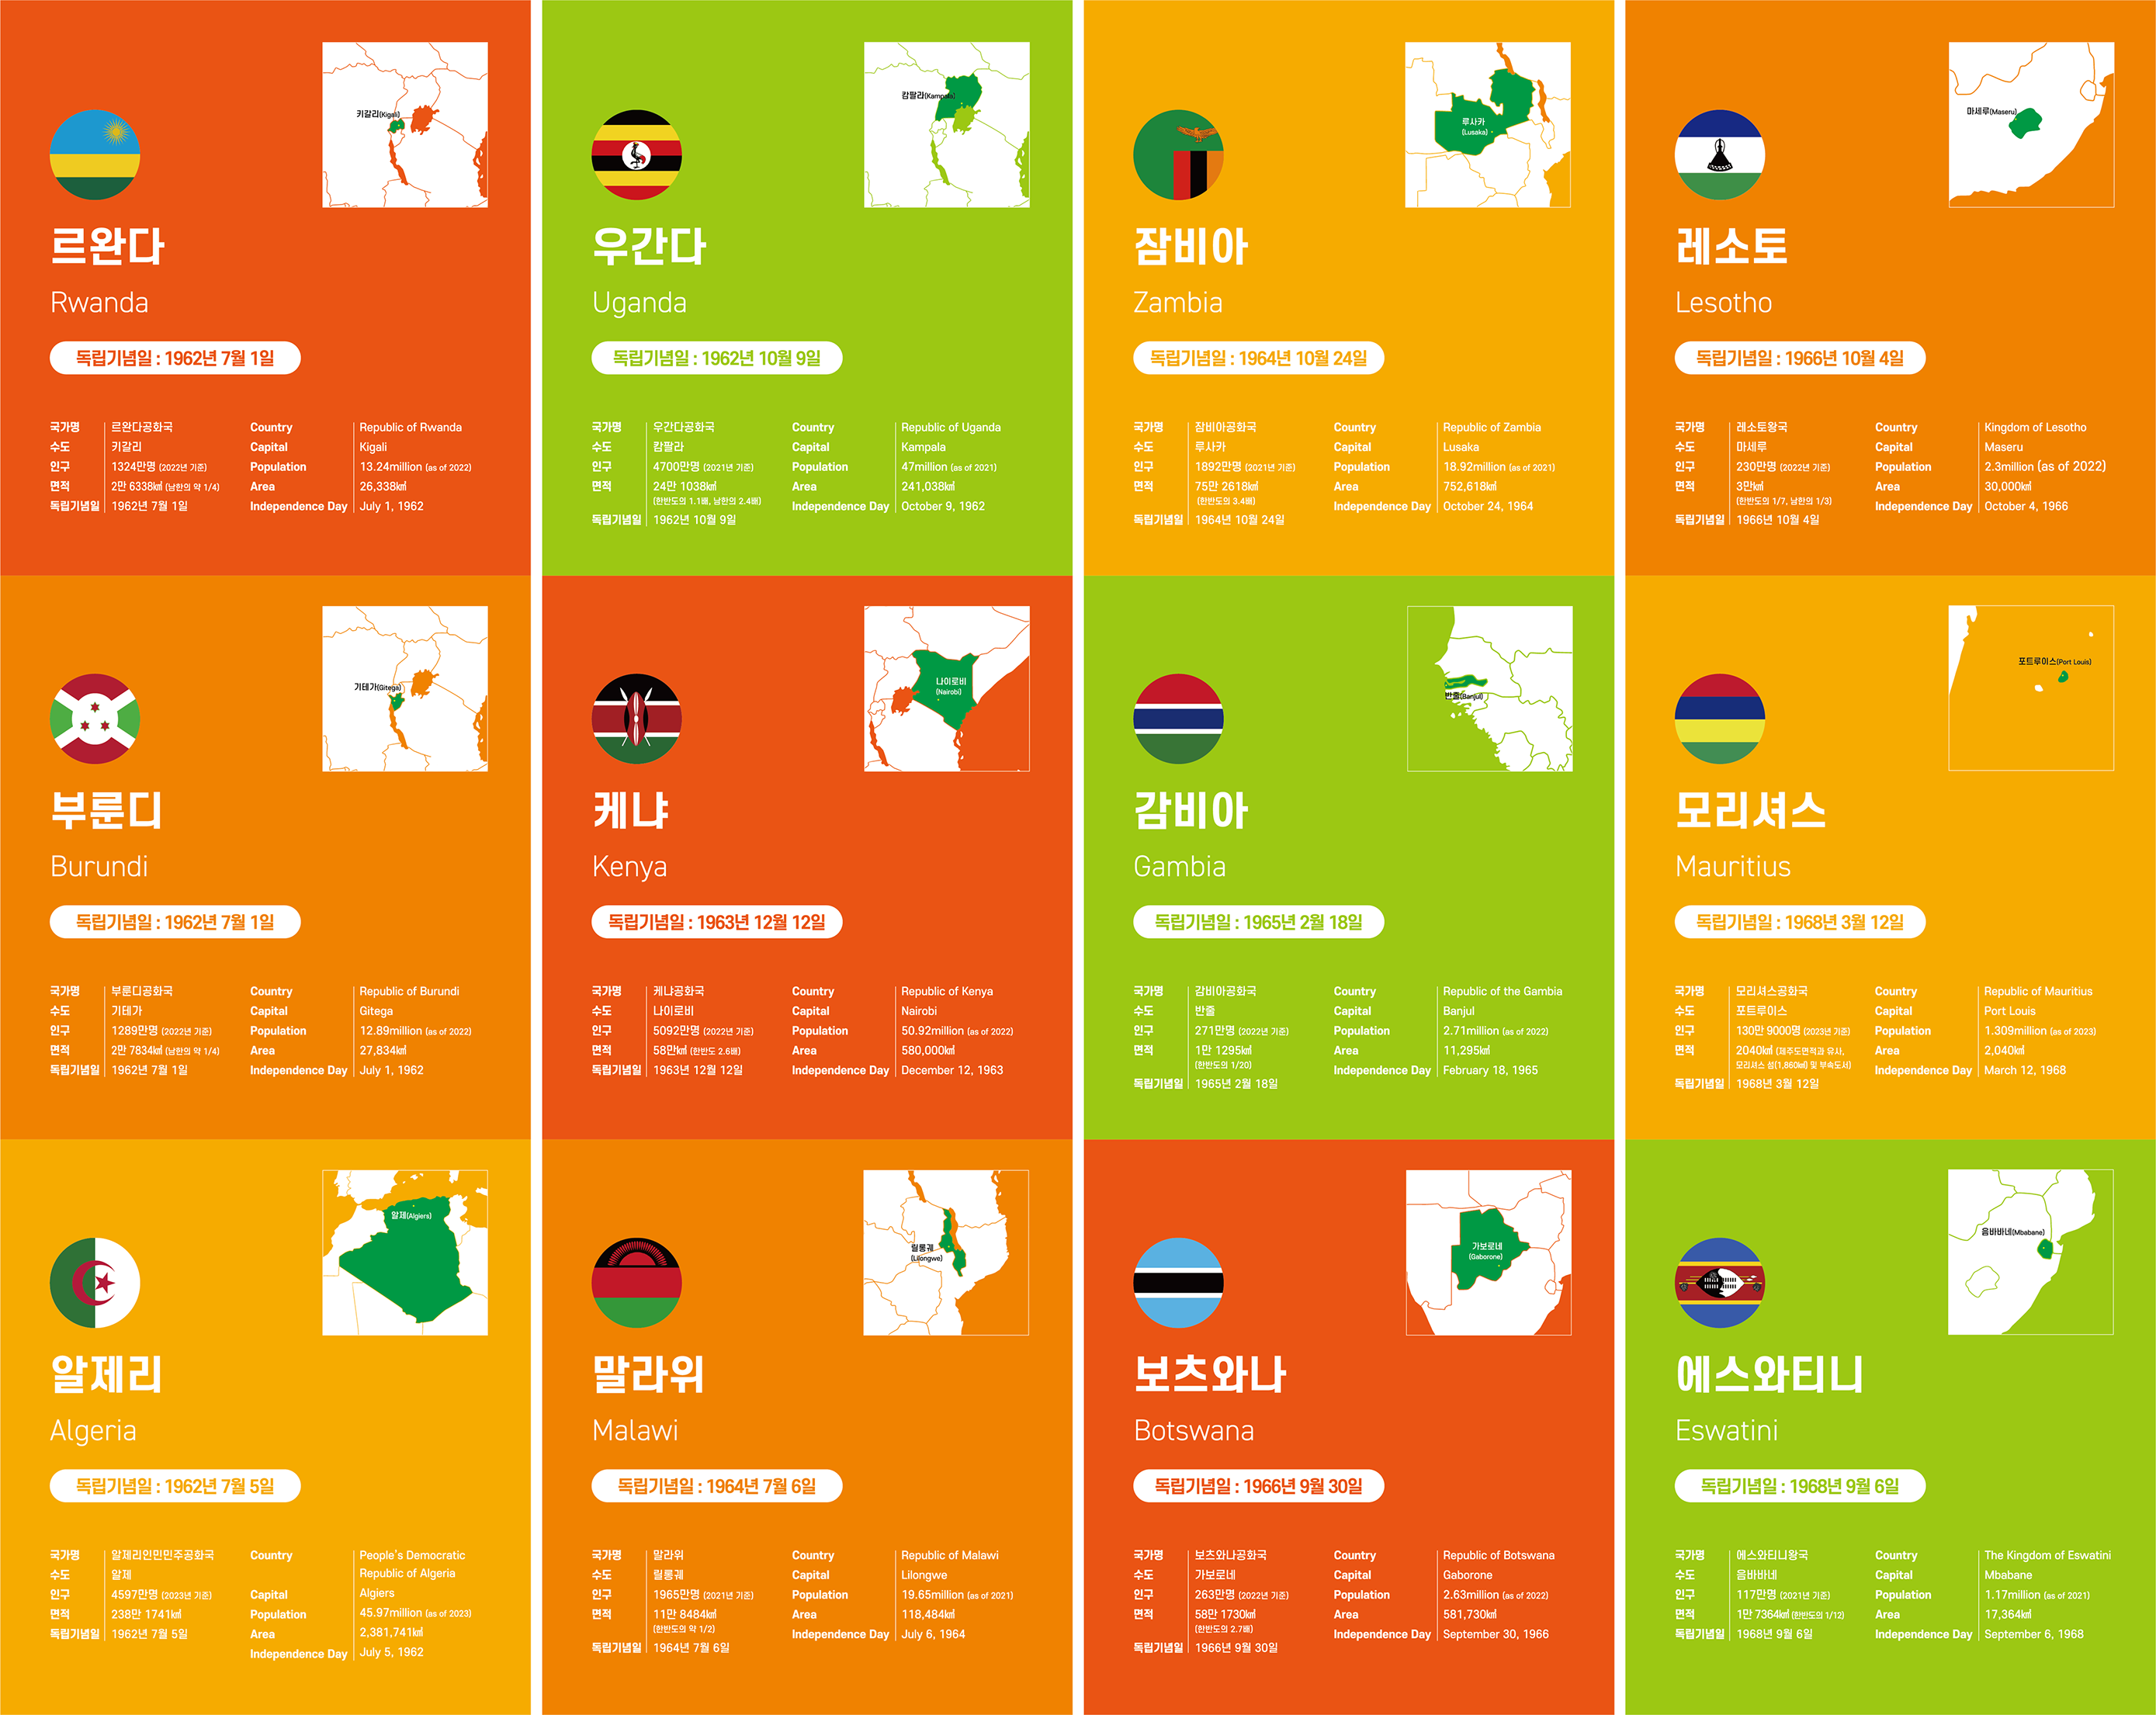 키갈리(Kigali)
르완다
Rwanda
독립기념일 : 1962년 7월 1일
국가명 르완다공화국 Country Republic of Rwanda
수도 키갈리 Capital Kigali
인구 1324만명 (2022년 기준) Population 13.24million (as of 2022)
면적 2만 6338㎢ (남한의 약 1/4) Area 26,338㎢
독립기념일 1962년 7월 1일 Independence Day July 1, 1962
캄팔라(Kampala)
우간다
Uganda
독립기념일 : 1962년 10월 9일
국가명 우간다공화국 Country Republic of Uganda
수도 캄팔라 Capital Kampala
인구 4700만명 (2021년 기준) Population 47million (as of 2021)
면적 24만 1038㎢ Area 241,038㎢
(한반도의 1.1배, 남한의 2.4배)
Independence Day October 9, 1962
독립기념일 1962년 10월 9일
루사카
(Lusaka)
잠비아
Zambia
독립기념일 : 1964년 10월 24일
국가명 잠비아공화국 Country Republic of Zambia
수도 루사카 Capital Lusaka
인구 1892만명 (2021년 기준) Population 18.92million (as of 2021)
면적 75만 2618㎢ Area 752,618㎢
(한반도의 3.4배)
Independence Day October 24, 1964
독립기념일 1964년 10월 24일
마세루(Maseru)
레소토
Lesotho
독립기념일 : 1966년 10월 4일
국가명 레소토왕국 Country Kingdom of Lesotho
수도 마세루 Capital Maseru
인구 230만명 (2022년 기준) Population 2.3million (as of 2022)
면적 3만㎢ Area 30,000㎢
(한반도의 1/7, 남한의 1/3)
Independence Day October 4, 1966
독립기념일 1966년 10월 4일
기테가(Gitega)
부룬디
Burundi
독립기념일 : 1962년 7월 1일
국가명 부룬디공화국 Country Republic of Burundi
수도 기테가 Capital Gitega
인구 1289만명 (2022년 기준) Population 12.89million (as of 2022)
면적 2만 7834㎢ (남한의 약 1/4) Area 27,834㎢
독립기념일 1962년 7월 1일 Independence Day July 1, 1962
나이로비
(Nairobi)
케냐
Kenya
독립기념일 : 1963년 12월 12일
국가명 케냐공화국 Country Republic of Kenya
수도 나이로비 Capital Nairobi
인구 5092만명 (2022년 기준) Population 50.92million (as of 2022)
면적 58만㎢ (한반도 2.6배) Area 580,000㎢
독립기념일 1963년 12월 12일 Independence Day December 12, 1963
반줄(Banjul)
감비아
Gambia
독립기념일 : 1965년 2월 18일
국가명 감비아공화국 Country Republic of the Gambia
수도 반줄 Capital Banjul
인구 271만명 (2022년 기준) Population 2.71million (as of 2022)
면적 1만 1295㎢ Area 11,295㎢
(한반도의 1/20)
Independence Day February 18, 1965
독립기념일 1965년 2월 18일
포트루이스(Port Louis)
모리셔스
Mauritius
독립기념일 : 1968년 3월 12일
국가명 모리셔스공화국 Country Republic of Mauritius
수도 포트루이스 Capital Port Louis
인구 130만 9000명 (2023년 기준) Population 1.309million (as of 2023)
면적 2040㎢ (제주도면적과 유사, Area 2,040㎢
모리셔스 섬(1,860㎢) 및 부속도서)
Independence Day March 12, 1968
독립기념일 1968년 3월 12일
알제(Algiers)
알제리
Algeria
독립기념일 : 1962년 7월 5일
국가명 알제리인민민주공화국 Country People's Democratic
Republic of Algeria
수도 알제 Capital Algiers
인구 4597만명 (2023년 기준) Population 45.97million (as of 2023)
면적 238만 1741㎢ Area 2,381,741㎢
독립기념일 1962년 7월 5일 Independence Day July 5, 1962
릴롱궤
(Lilongwe)
말라위
Malawi
독립기념일 : 1964년 7월 6일
국가명 말라위 Country Republic of Malawi
수도 릴롱궤 Capital Lilongwe
인구 1965만명 (2021년 기준) Population 19.65million (as of 2021)
면적 11만 8484㎢ Area 118,484㎢
(한반도의 약 1/2)
Independence Day July 6, 1964
독립기념일 1964년 7월 6일
가보로네
(Gaborone)
보츠와나
Botswana
독립기념일 : 1966년 9월 30일
국가명 보츠와나공화국 Country Republic of Botswana
수도 가보로네 Capital Gaborone
인구 263만명 (2022년 기준) Population 2.63million (as of 2022)
면적 58만 1730㎢ Area 581,730㎢
(한반도의 2.7배)
Independence Day September 30, 1966
독립기념일 1966년 9월 30일
음바바네(Mbabane)
에스와티니
Eswatini
독립기념일 : 1968년 9월 6일
국가명 에스와티니왕국 Country The Kingdom of Eswatini
수도 음바바네 Capital Mbabane
인구 117만명 (2021년 기준) Population 1.17million (as of 2021)
면적 1만 7364㎢ (한반도의 1/12) Area 17,364㎢
독립기념일 1968년 9월 6일 Independence Day September 6, 1968